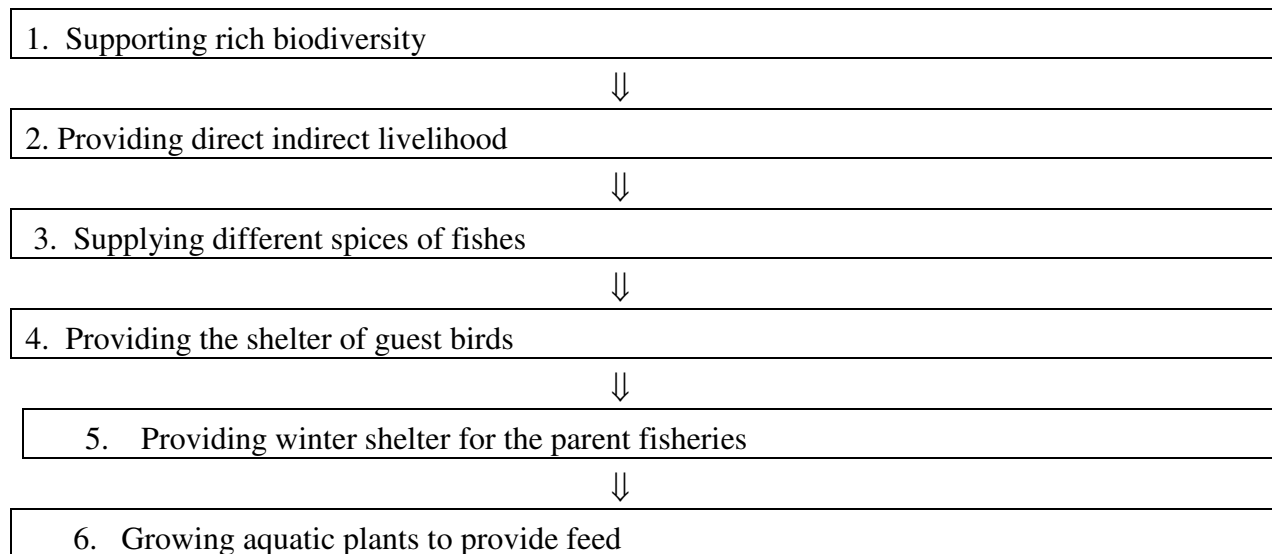 1. Supporting rich biodiversity
⇓
2. Providing direct indirect livelihood
⇓
3. Supplying different spices of fishes
⇓
4. Providing the shelter of guest birds
⇓
5. Providing winter shelter for the parent fisheries
⇓
6. Growing aquatic plants to provide feed